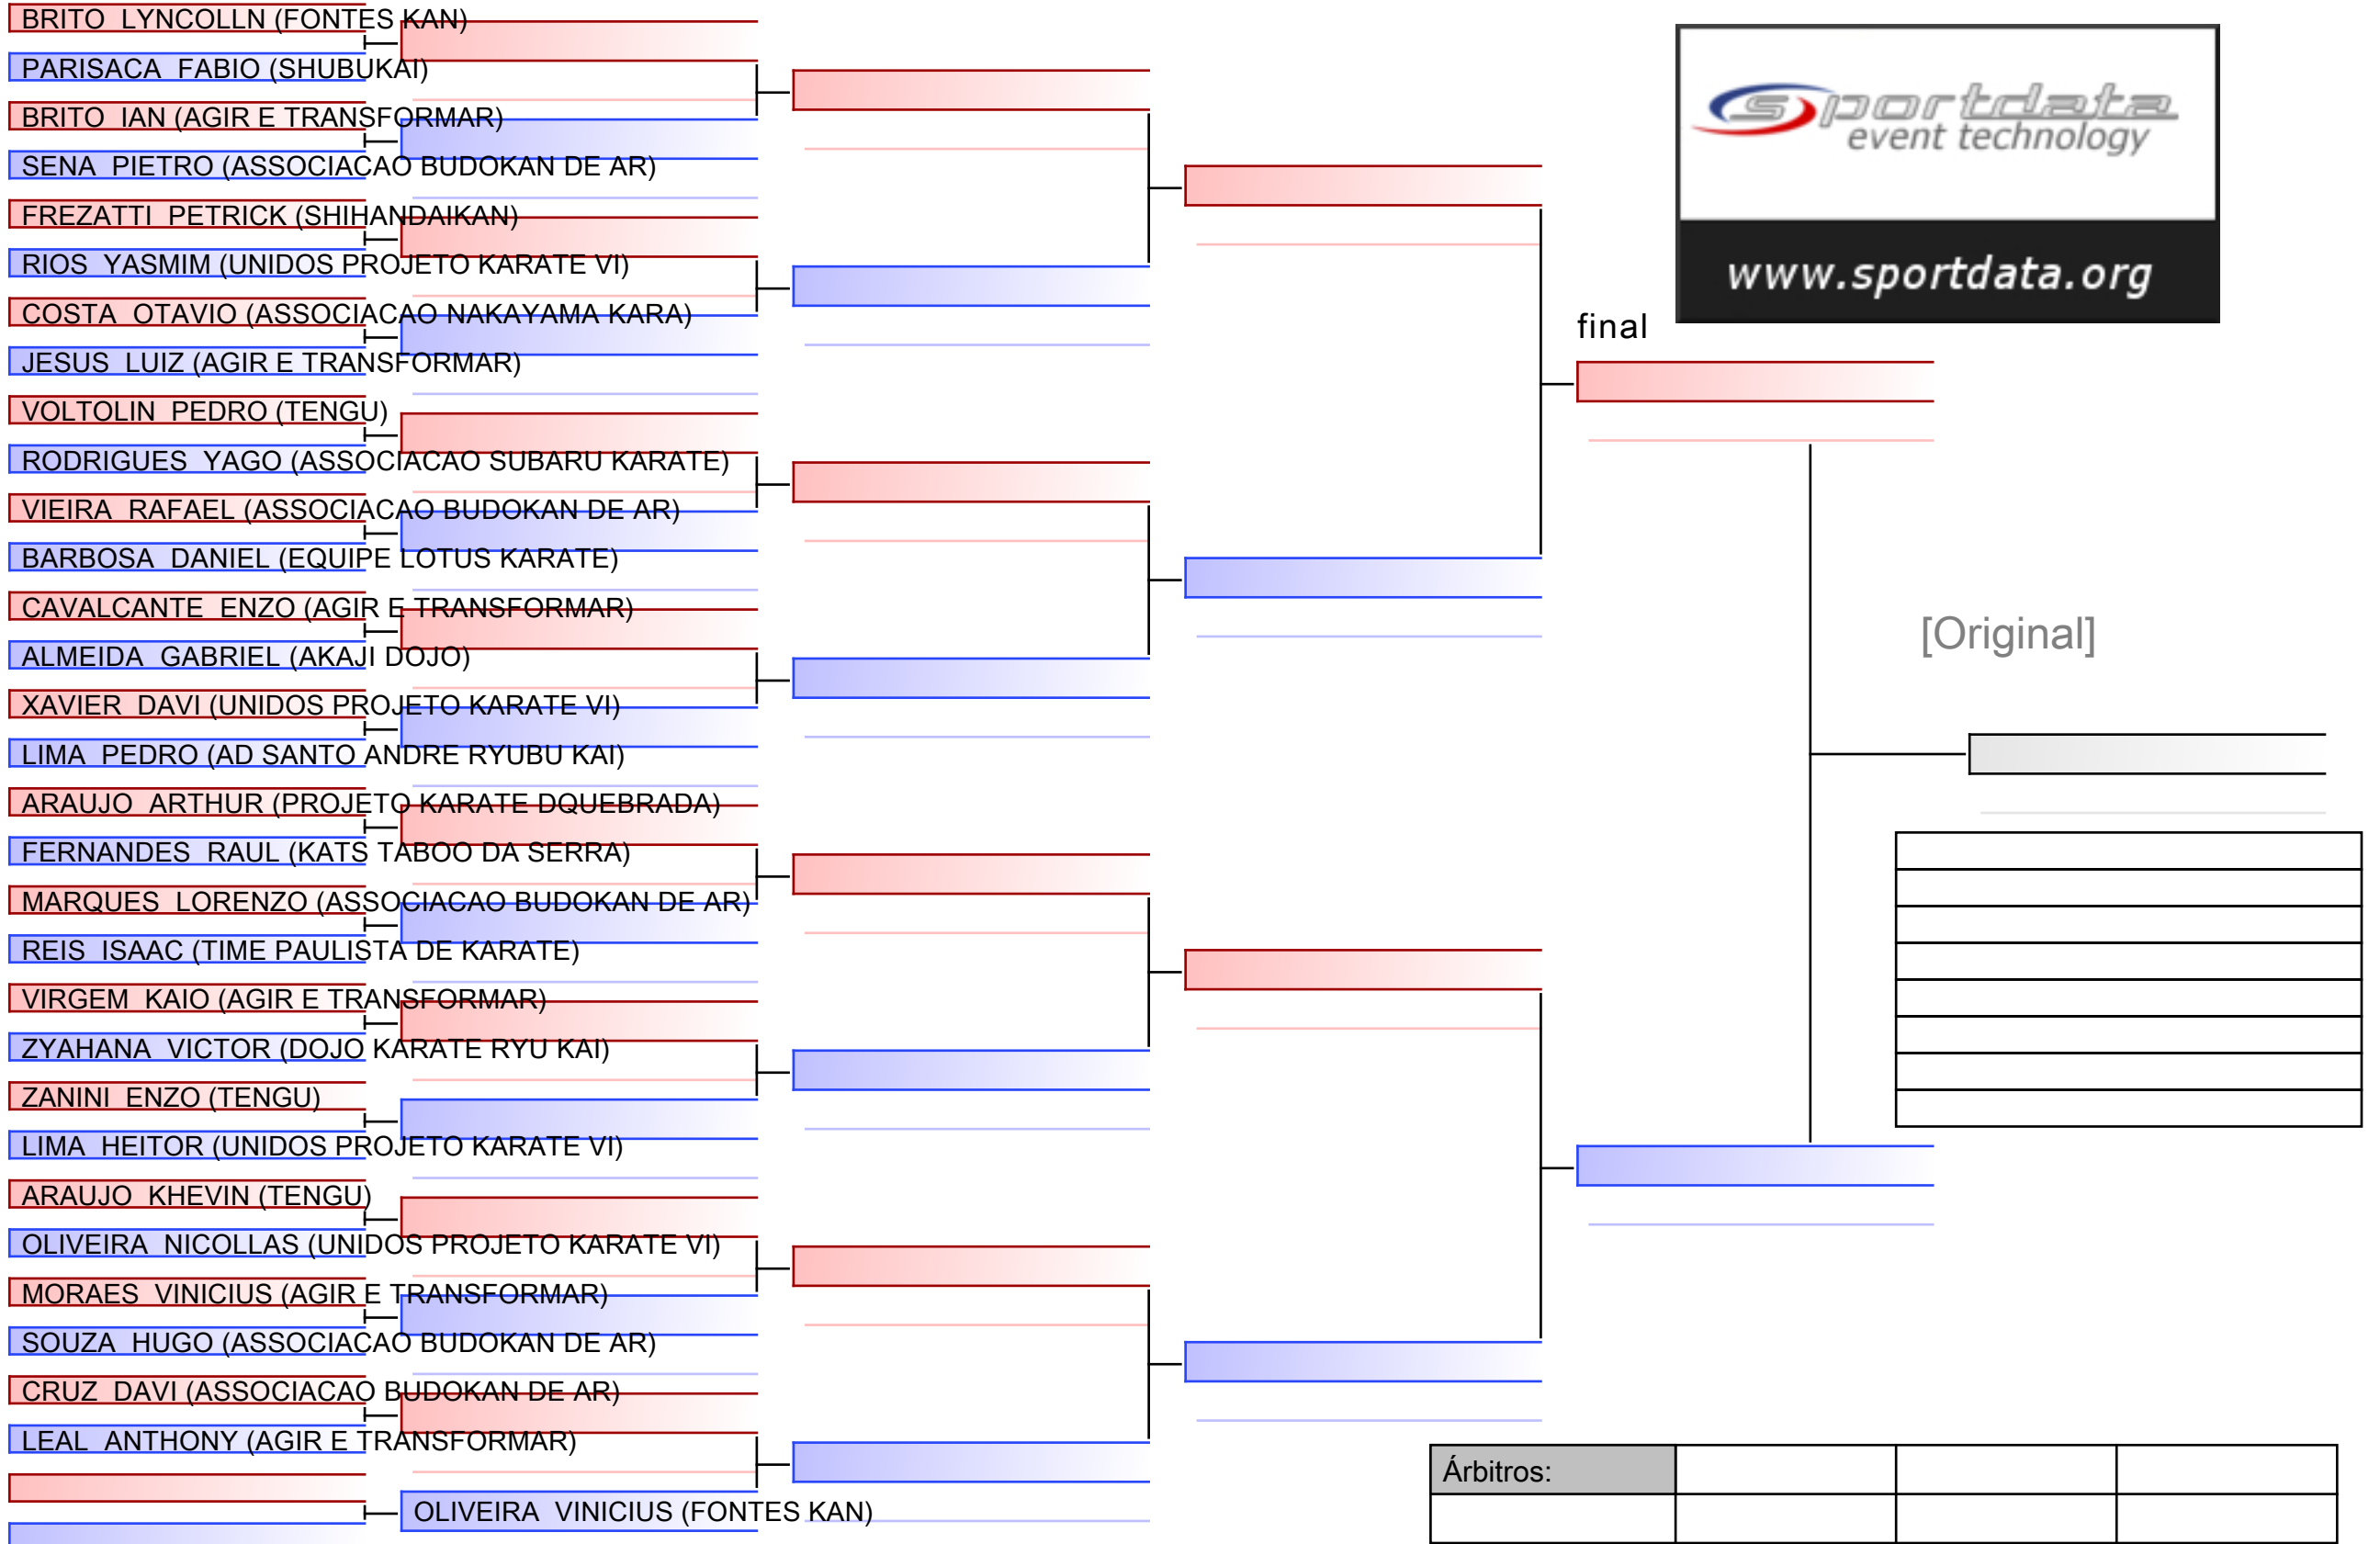 BRITO LYNCOLLN (FONTES KAN)
PARISACA FABIO (SHUBUKAI)
BRITO IAN (AGIR E TRANSFORMAR)
SENA PIETRO (ASSOCIACAO BUDOKAN DE AR)
FREZATTI PETRICK (SHIHANDAIKAN)
RIOS YASMIM (UNIDOS PROJETO KARATE VI)
COSTA OTAVIO (ASSOCIACAO NAKAYAMA KARA)
JESUS LUIZ (AGIR E TRANSFORMAR)
VOLTOLIN PEDRO (TENGU)
RODRIGUES YAGO (ASSOCIACAO SUBARU KARATE)
VIEIRA RAFAEL (ASSOCIACAO BUDOKAN DE AR)
BARBOSA DANIEL (EQUIPE LOTUS KARATE)
CAVALCANTE ENZO (AGIR E TRANSFORMAR)
ALMEIDA GABRIEL (AKAJI DOJO)
XAVIER DAVI (UNIDOS PROJETO KARATE VI)
LIMA PEDRO (AD SANTO ANDRE RYUBU KAI)
ARAUJO ARTHUR (PROJETO KARATE DQUEBRADA)
FERNANDES RAUL (KATS TABOO DA SERRA)
MARQUES LORENZO (ASSOCIACAO BUDOKAN DE AR)
REIS ISAAC (TIME PAULISTA DE KARATE)
VIRGEM KAIO (AGIR E TRANSFORMAR)
ZYAHANA VICTOR (DOJO KARATE RYU KAI)
ZANINI ENZO (TENGU)
LIMA HEITOR (UNIDOS PROJETO KARATE VI)
ARAUJO KHEVIN (TENGU)
OLIVEIRA NICOLLAS (UNIDOS PROJETO KARATE VI)
MORAES VINICIUS (AGIR E TRANSFORMAR)
SOUZA HUGO (ASSOCIACAO BUDOKAN DE AR)
CRUZ DAVI (ASSOCIACAO BUDOKAN DE AR)
LEAL ANTHONY (AGIR E TRANSFORMAR)
OLIVEIRA VINICIUS (FONTES KAN)
sportdata
event technology
www.sportdata.org
final
[Original]
Árbitros: